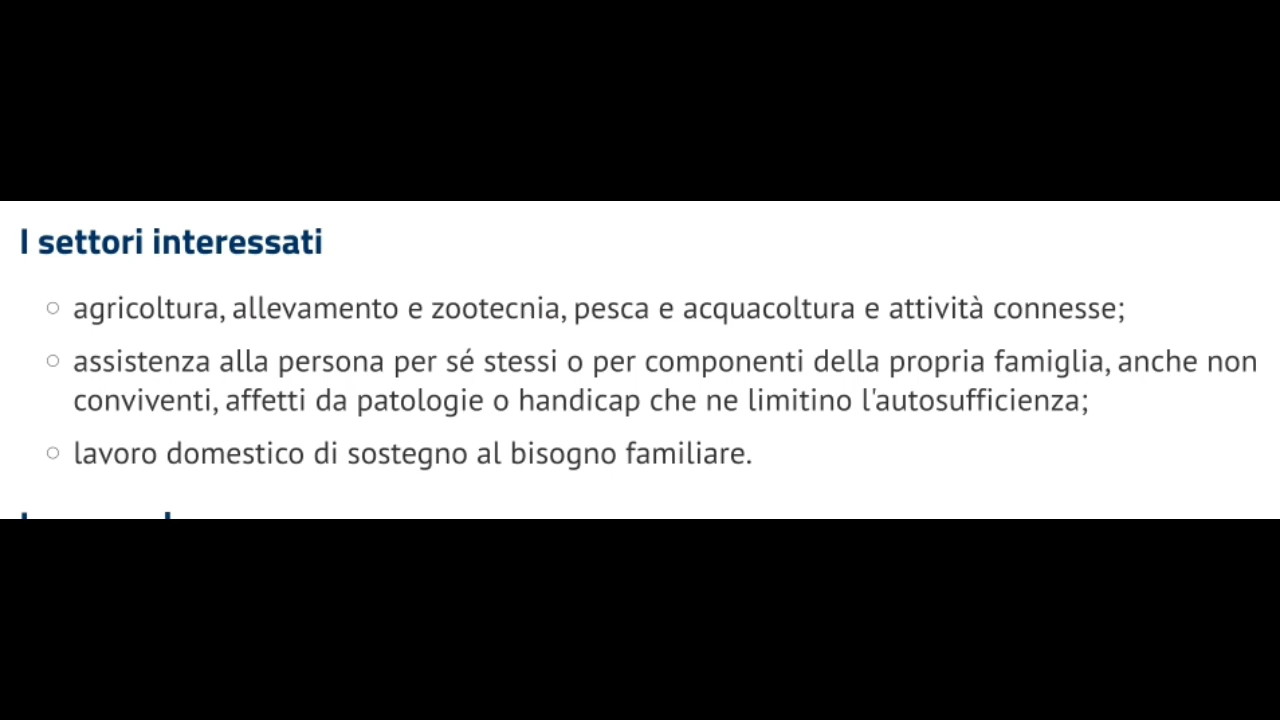 I settori interessati
agricoltura, allevamento e zootecnia, pesca e acquacoltura e attività connesse;
assistenza alla persona per sé stessi o per componenti della propria famiglia, anche non
conviventi, affetti da patologie o handicap che ne limitino l'autosufficienza;
lavoro domestico di sostegno al bisogno familiare.